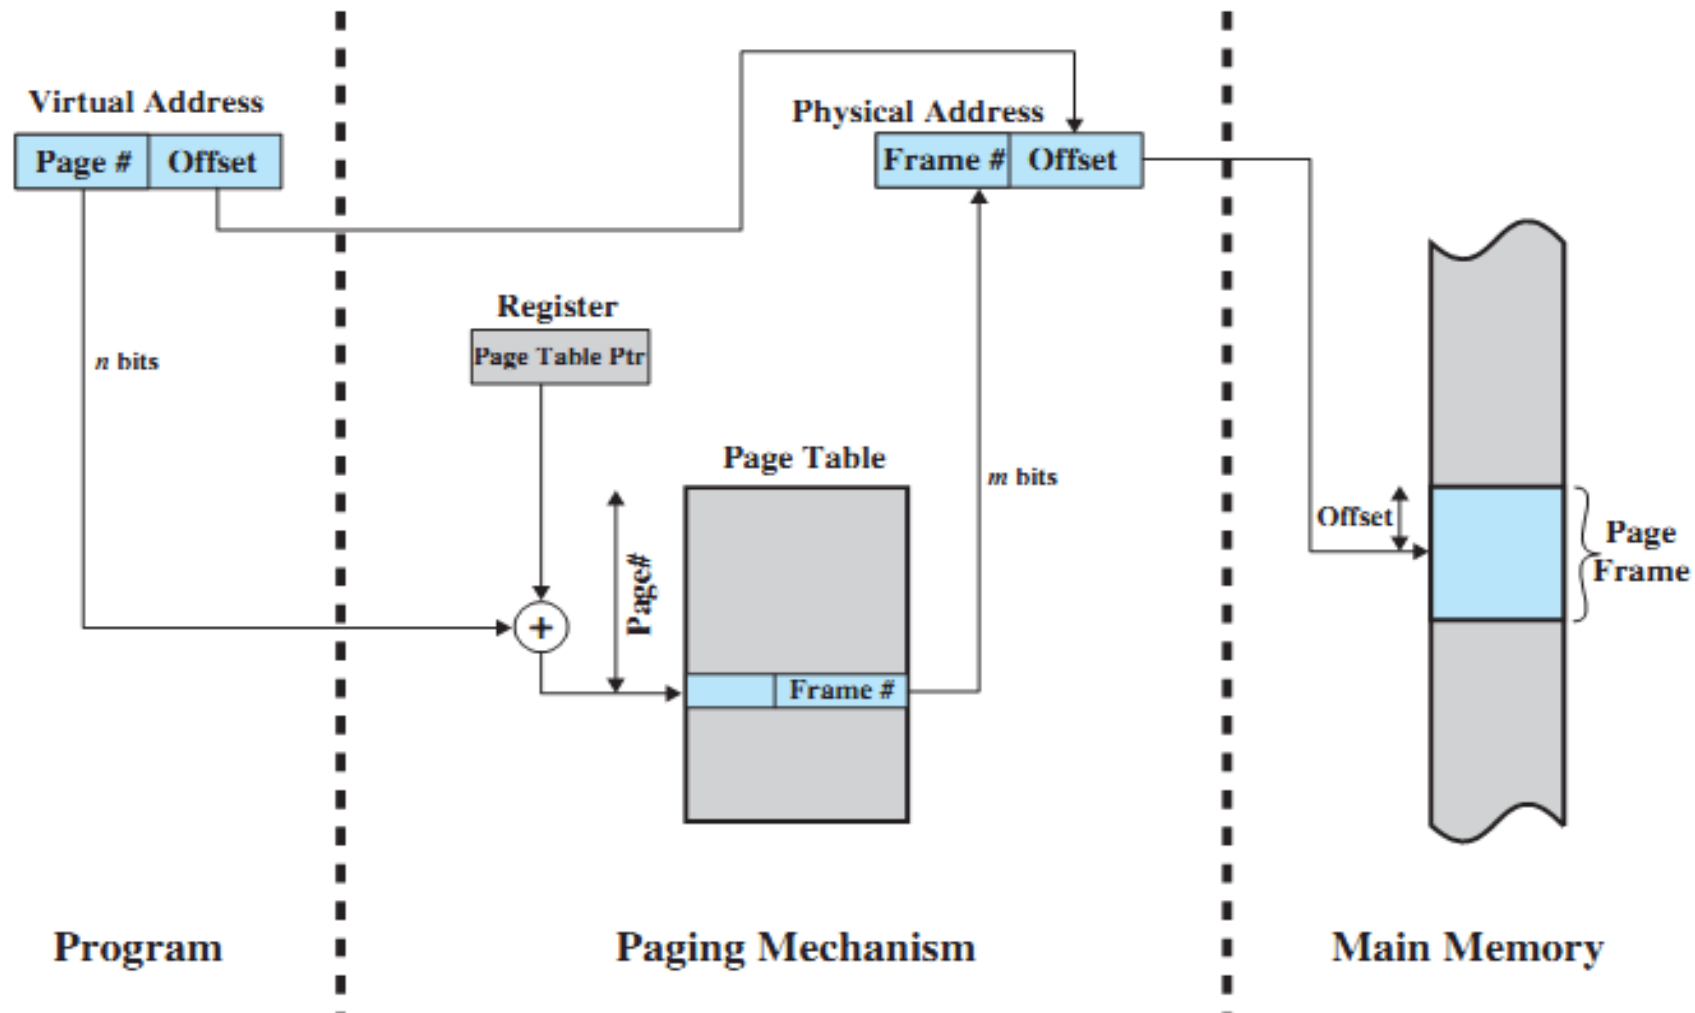 Virtual Address
Page # Offset
n bits
Physical Address
Frame # Offset
Register
Page Table Ptr
+
Page#
Page Table
Frame #
m bits
Offset
Page
Frame
Program
Paging Mechanism
Main Memory